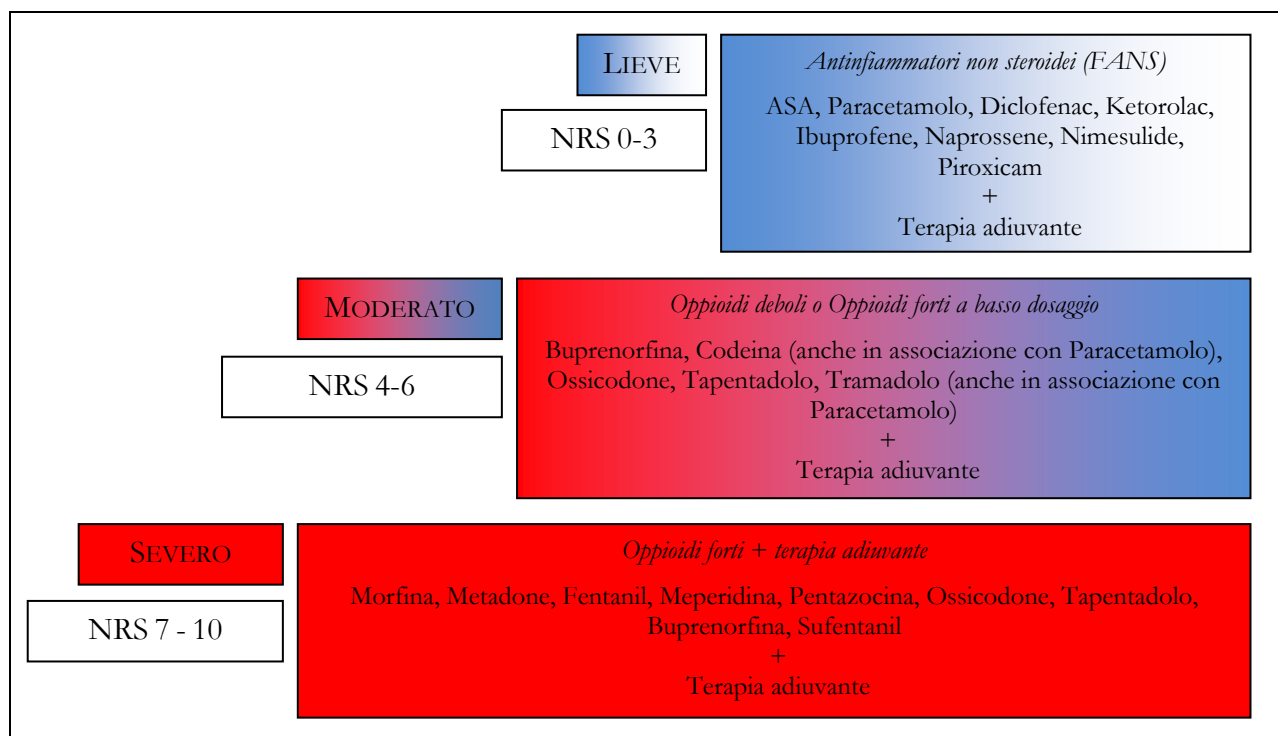 LIEVE
NRS 0-3
Antinfiammatori non steroidei (FANS)
ASA, Paracetamolo, Diclofenac, Ketorolac,
Ibuprofene, Naprossene, Nimesulide,
Piroxicam
+
Terapia adiuvante
MODERATO
NRS 4-6
Oppioidi deboli o Oppioidi forti a basso dosaggio
Buprenorfina, Codeina (anche in associazione con Paracetamolo),
Ossicodone, Tapentadolo, Tramadolo (anche in associazione con
Paracetamolo)
+
Terapia adiuvante
SEVERO
NRS 7 - 10
Oppioidi forti + terapia adiuvante
Morfina, Metadone, Fentanil, Meperidina, Pentazocina, Ossicodone, Tapentadolo,
Buprenorfina, Sufentanil
+
Terapia adiuvante